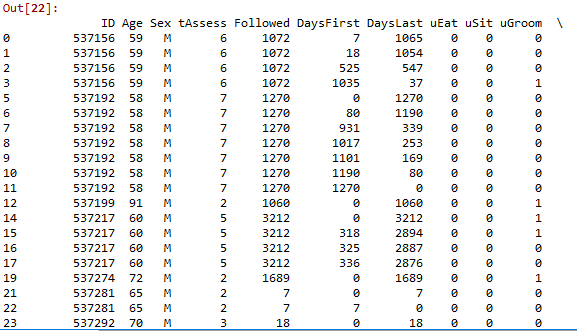 Out[22]:
ID Age Sex tAssess Followed DaysFirst DaysLast uEat uSit uGroom \
0 537156 59 M 6 1072 7 1065 0 0 0
1 537156 59 M 6 1072 18 1054 0 0 0
2 537156 59 M 6 1072 525 547 0 0 0
3 537156 59 M 6 1072 1035 37 0 0 1
5 537192 58 M 7 1270 0 1270 0 0 0
6 537192 58 M 7 1270 80 1190 0 0 0
7 537192 58 M 7 1270 931 339 0 0 0
8 537192 58 M 7 1270 1017 253 0 0 0
9 537192 58 M 7 1270 1101 169 0 0 0
10 537192 58 M 7 1270 1190 80 0 0 0
11 537192 58 M 7 1270 1270 0 0 0 0
12 537199 91 M 2 1060 0 1060 0 0 1
14 537217 60 M 5 3212 0 3212 0 0 1
15 537217 60 M 5 3212 318 2894 0 0 1
16 537217 60 M 5 3212 325 2887 0 0 0
17 537217 60 M 5 3212 336 2876 0 0 0
19 537274 72 M 2 1689 0 1689 0 0 1
21 537281 65 M 2 7 0 7 0 0 0
22 537281 65 M 2 7 7 0 0 0 0
23 537292 70 M 3 18 0 18 0 0 0